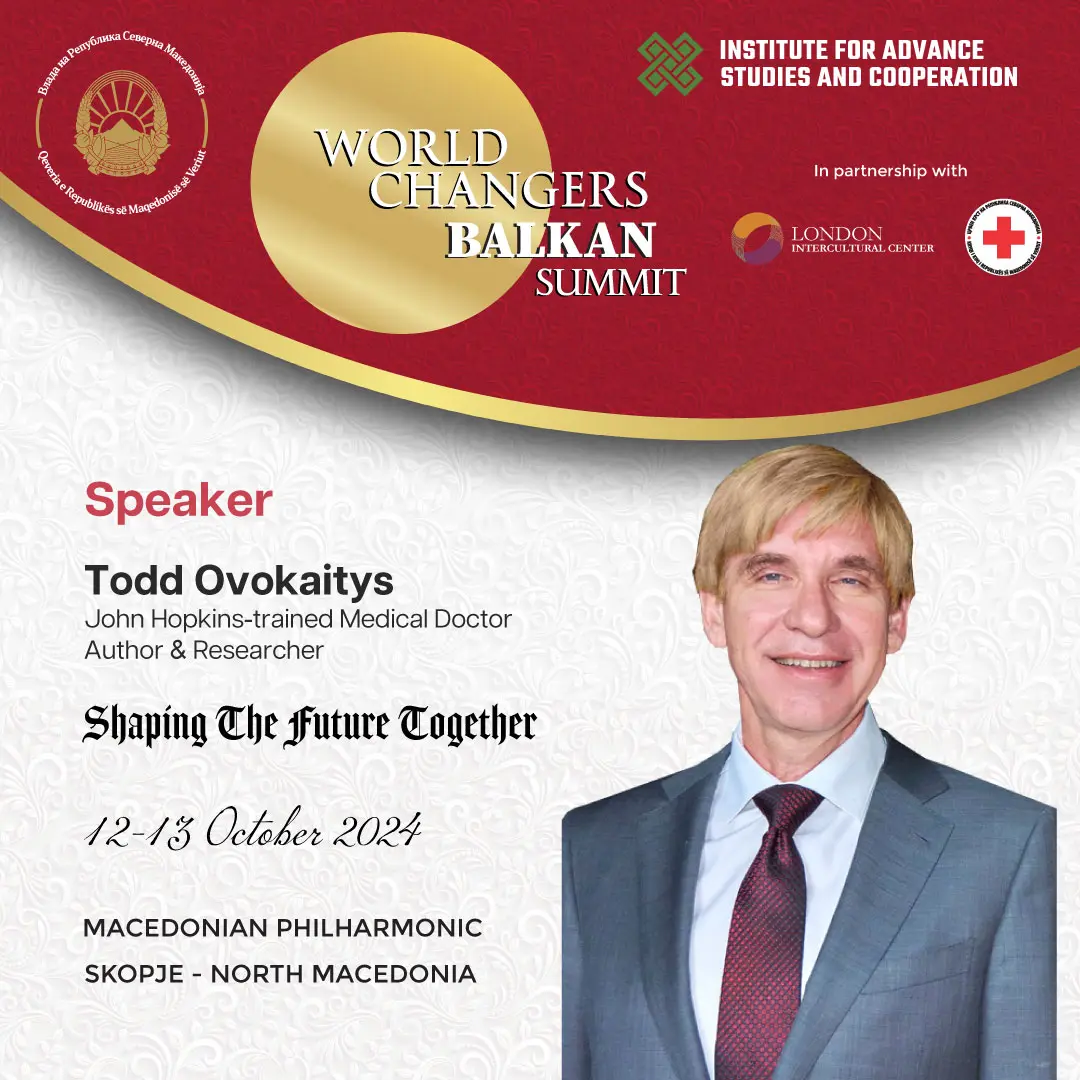 Влада на Република Северна Македонија
Qeveria e Republikës së Maqedonisë së Veriut
WORLD
CHANGERS
BALKAN
SUMMIT
INSTITUTE FOR ADVANCE
STUDIES AND COOPERATION
In partnership with
LONDON
INTERCULTURAL CENTER
Speaker
Todd Ovokaitys
John Hopkins-trained Medical Doctor
Author & Researcher
Shaping The Future Together
12-13 October 2024
MACEDONIAN PHILHARMONIC
SKOPJE - NORTH MACEDONIA